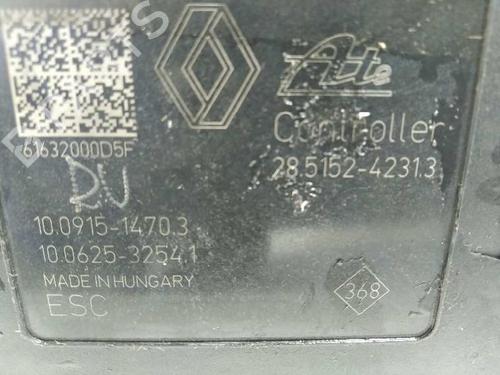 Ate
Controller
61632000D5F
28.5152-4231.3
RU
10.0915-1470.3
10.0625-3254.1
MADE IN HUNGARY
368
ESC